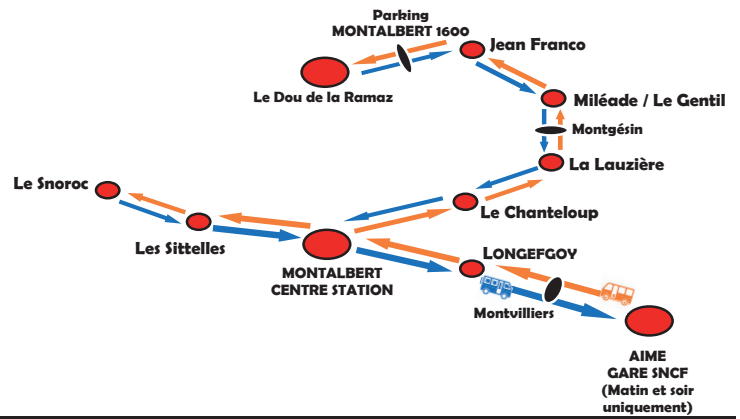 Parking
MONTALBERT 1600
Jean Franco
Le Dou de la Ramaz
Miléade / Le Gentil
Montgésin
La Lauzière
Le Snoroc
Le Chanteloup
Les Sittelles
LONGEFGOY
MONTALBERT
CENTRE STATION
Montvilliers
AIME
GARE SNCF
(Matin et soir
uniquement)